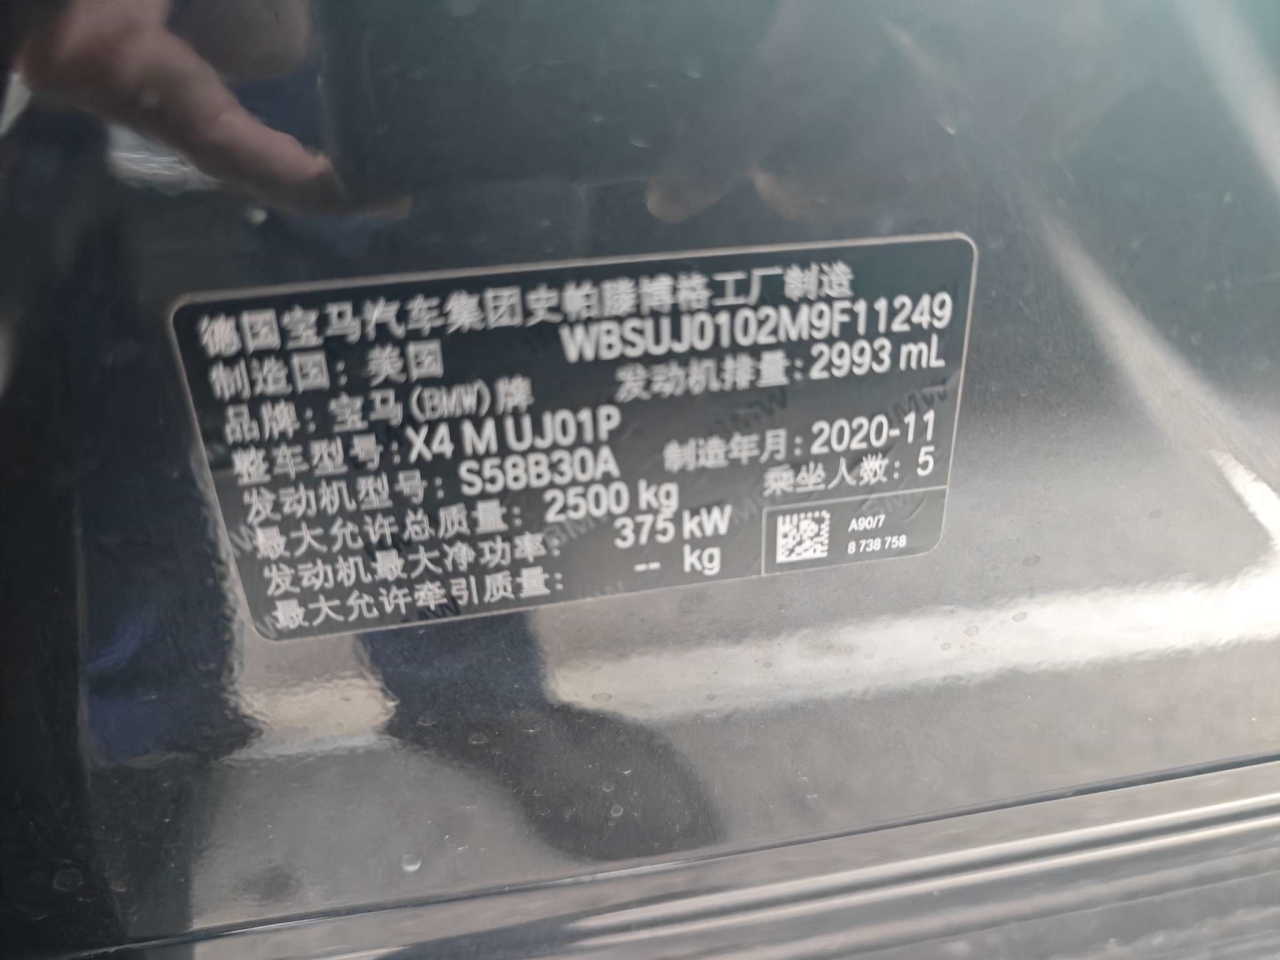 德国宝马汽车集团史帕藤博格工厂制造
制造国：美国 WBSUJ0102M9F11249
品牌：宝马(BMW)牌 发动机排量：2993 mL
整车型号：X4 M UJ01P 制造年月：2020-11
发动机型号：S58B30A 乘坐人数：5
最大允许总质量：2500 kg
发动机最大净功率：375 kW
最大允许牵引质量：-- kg
A90/7
8 738 758